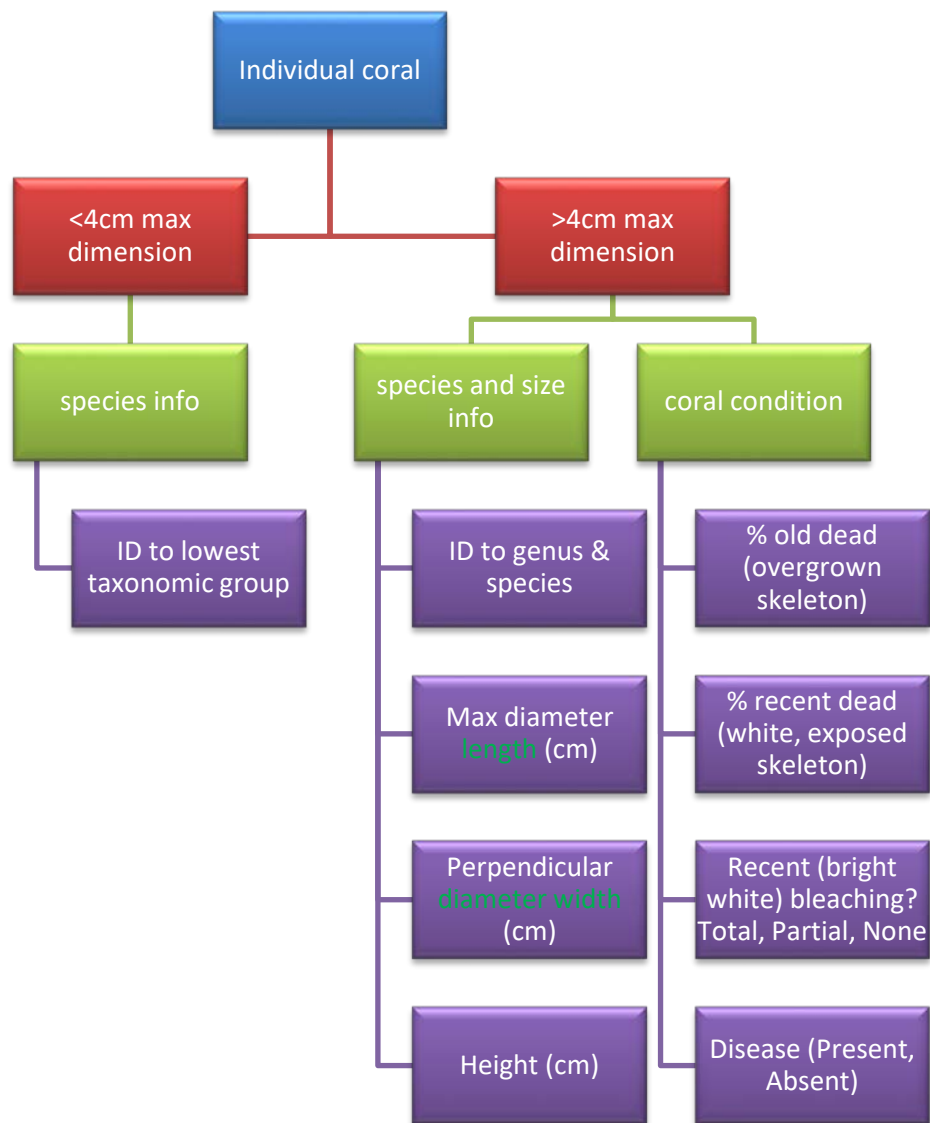 Individual coral
<4cm max
dimension
>4cm max
dimension
species info
species and size
info
coral condition
ID to lowest
taxonomic group
ID to genus &
species
% old dead
(overgrown
skeleton)
Max diameter
length (cm)
% recent dead
(white, exposed
skeleton)
Perpendicular
diameter width
(cm)
Recent (bright
white) bleaching?
Total, Partial, None
Height (cm)
Disease (Present,
Absent)